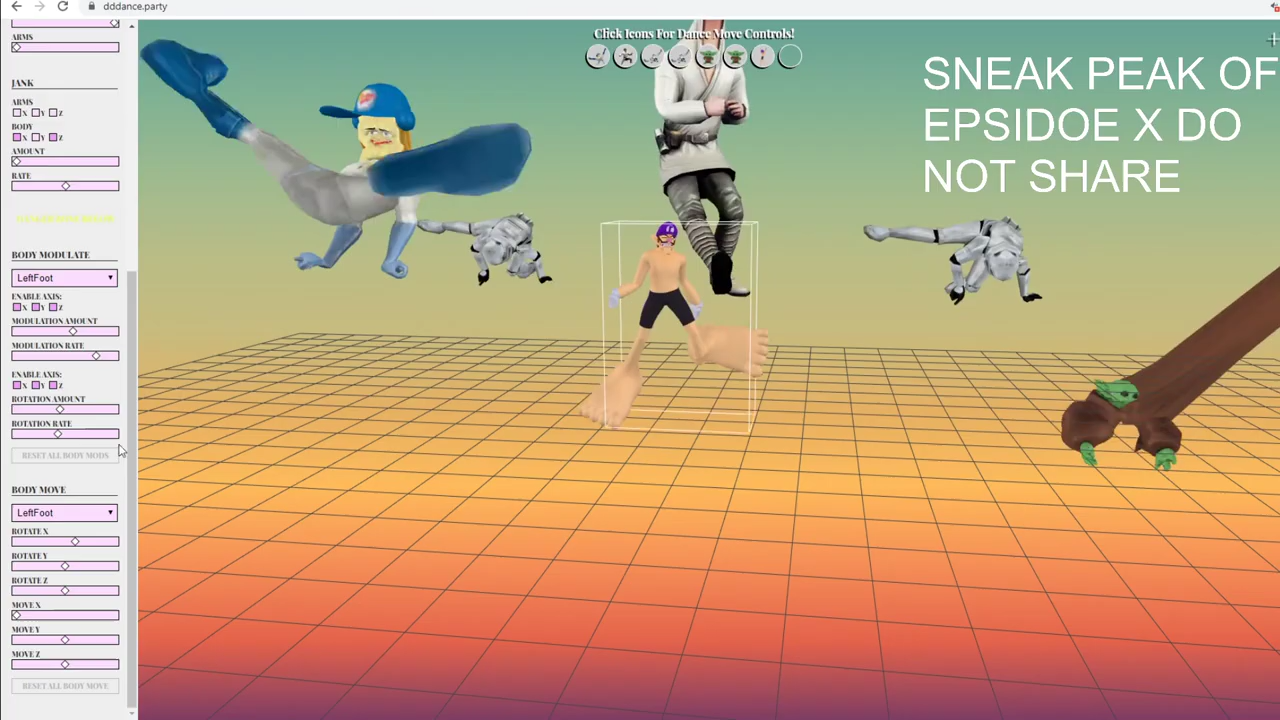 dddance.party
ARMS
JANK
ARMS
X Y Z
BODY
X Y Z
AMOUNT
RATE
BODY MODULATE
LeftFoot
ENABLE AXIS:
X Y Z
MODULATION AMOUNT
MODULATION RATE
ENABLE AXIS:
X Y Z
ROTATION AMOUNT
ROTATION RATE
RESET ALL BODY MODS
BODY MOVE
LeftFoot
ROTATE X
ROTATE Y
ROTATE Z
MOVE X
MOVE Y
MOVE Z
RESET ALL BODY MOVE
Click Icons For Dance Move Controls!
SNEAK PEAK OF
EPSIDOE X DO
NOT SHARE